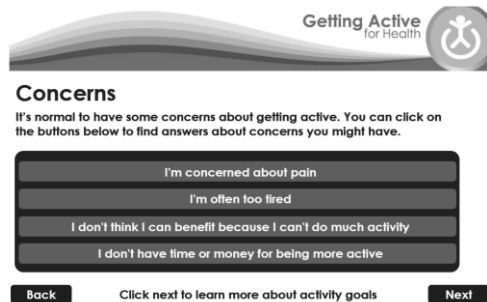 Getting Active
for Health
Concerns
It's normal to have some concerns about getting active. You can click on
the buttons below to find answers about concerns you might have.
I'm concerned about pain
I'm often too tired
I don't think I can benefit because I can't do much activity
I don't have time or money for being more active
Back
Click next to learn more about activity goals
Next